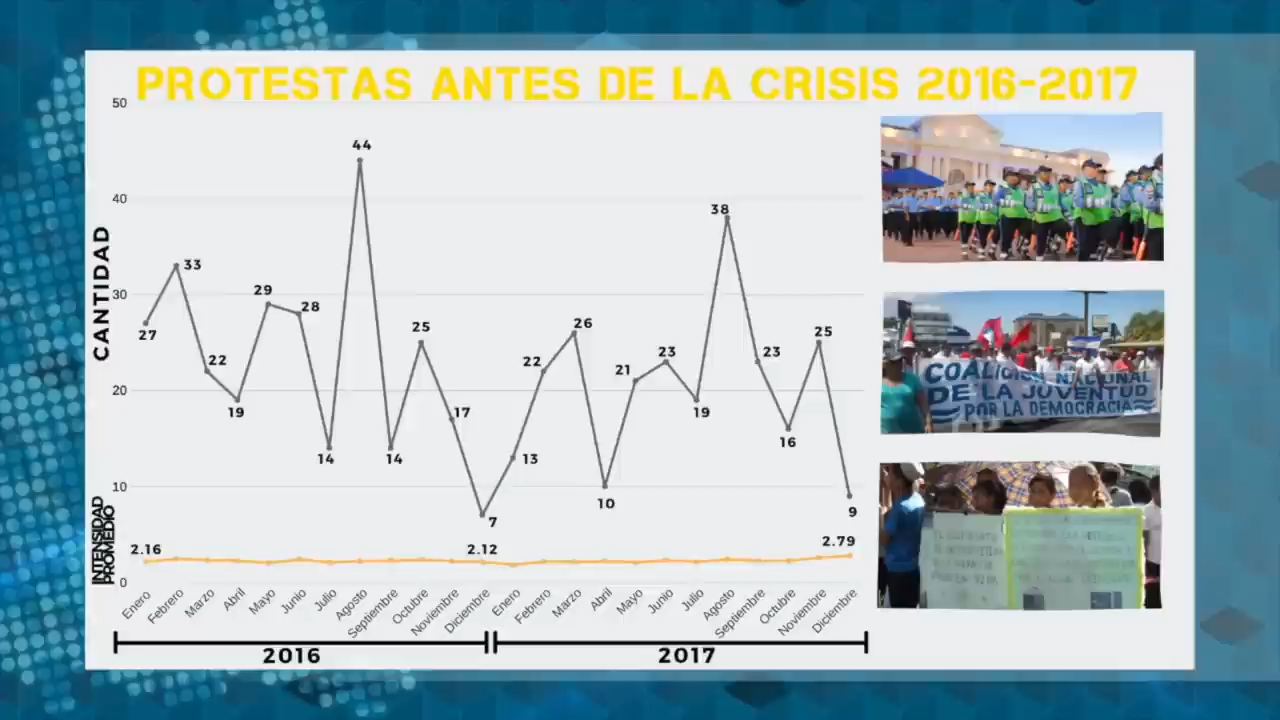 PROTESTAS ANTES DE LA CRISIS 2016-2017
CANTIDAD
INTENSIDAD
PROMEDIO
50
40
30
20
10
0
27
33
22
19
29
28
14
44
14
25
17
7
13
22
26
10
21
23
19
38
23
16
25
9
2.16
2.12
2.79
Enero
Febrero
Marzo
Abril
Mayo
Junio
Julio
Agosto
Septiembre
Octubre
Noviembre
Diciembre
Enero
Febrero
Marzo
Abril
Mayo
Junio
Julio
Agosto
Septiembre
Octubre
Noviembre
Diciembre
2016
2017
COALICION NACIONAL
DE LA JUVENTUD
POR LA DEMOCRACIA